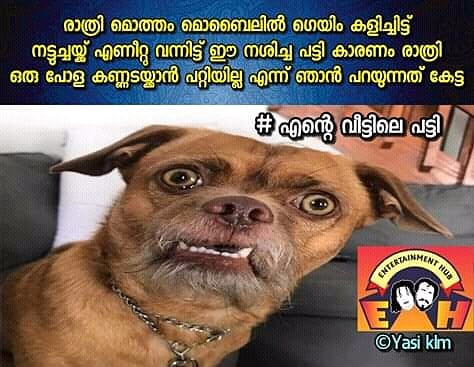 രാത്രി മൊത്തം മൊബൈലിൽ ഗെയിം കളിച്ചിട്ട്
നട്ടുച്ചയ്ക്ക് എണീറ്റു വന്നിട്ട് ഈ നശിച്ച പട്ടി കാരണം രാത്രി
ഒരു പോള കണ്ണടയ്ക്കാൻ പറ്റിയില്ല എന്ന് ഞാൻ പറയുന്നത് കേട്ട
# എന്റെ വീട്ടിലെ പട്ടി
ENTERTAINMENT HUB
E H
©Yasi klm